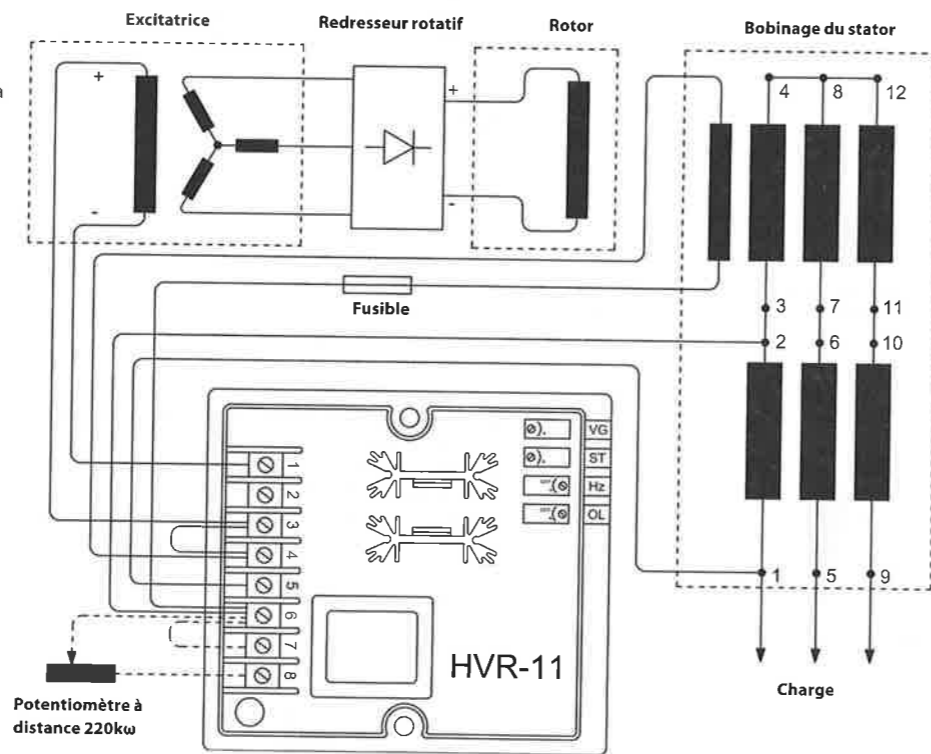 Excitatrice
Redresseur rotatif
Rotor
Bobinage du stator
a
+
-
+
-
4
8
12
3
7
11
2
6
10
Fusible
1
5
9
Charge
VG
ST
Hz
OL
1
2
3
4
5
6
7
8
HVR-11
Potentiomètre à
distance 220kω